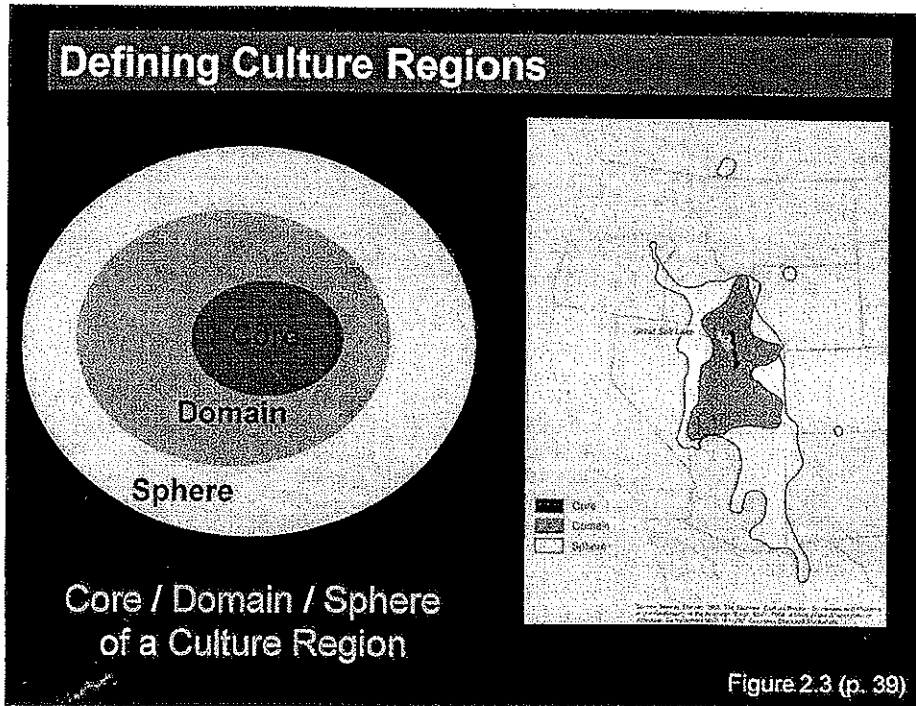 Defining Culture Regions
Core
Domain
Sphere
Core / Domain / Sphere
of a Culture Region
Great Salt Lake
Core
Domain
Sphere
Figure 2.3 (p. 39)